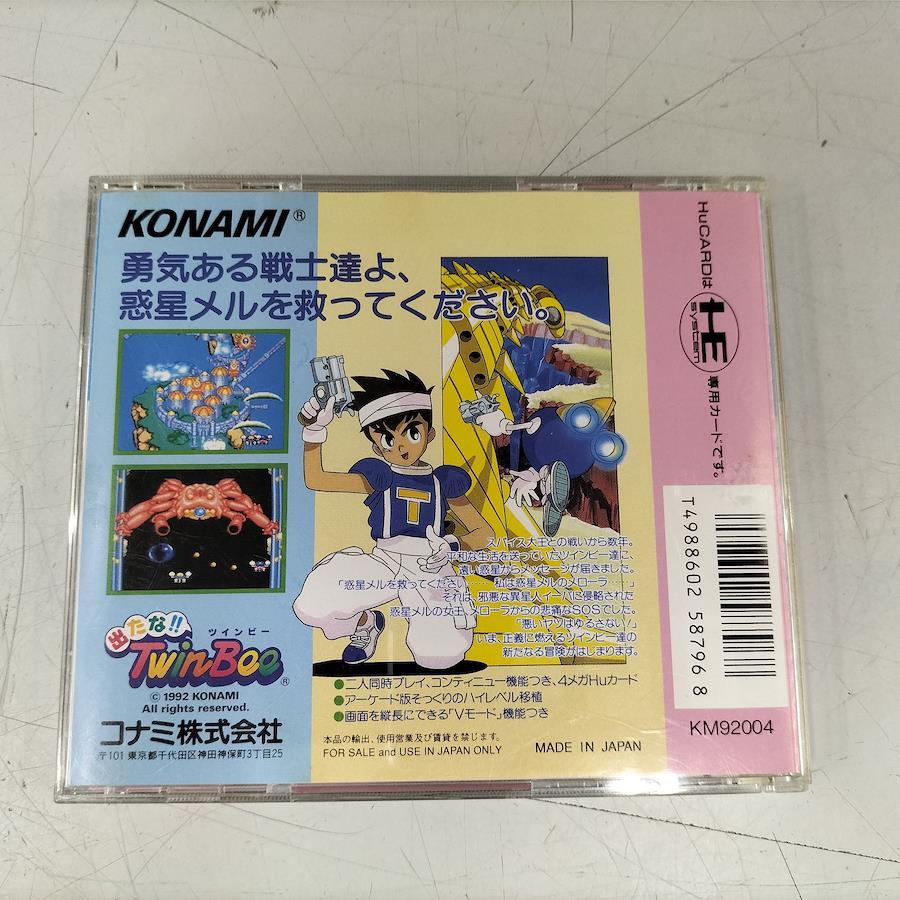 KONAMI®
勇気ある戦士達よ、
惑星メルを救ってください。
スパイス大王との戦いから数年。
平和な生活を送っていたツインビー達に、
遠い惑星からメッセージが届きました。
「惑星メルを救ってください……私は惑星メルのメローラ……」
それは、邪悪な異星人イーバに侵略された
惑星メルの女王、メローラからの悲痛なSOSでした。
「悪いヤツはゆるさない!」
いま、正義に燃えるツインビー達の
新たなる冒険がはじまります。
●二人同時プレイ、コンティニュー機能つき、4メガHuカード
●アーケード版そっくりのハイレベル移植
●画面を縦長にできる「Vモード」機能つき
本品の輸出、使用営業及び賃貸を禁じます。
FOR SALE and USE IN JAPAN ONLY
MADE IN JAPAN
T
出たな!!
ツインビー
TwinBee®
© 1992 KONAMI
All rights reserved.
コナミ株式会社
〒101 東京都千代田区神田神保町3丁目25
HuCARDは
HE
SYSTEM
専用カードです。
T4988602 587968
KM92004